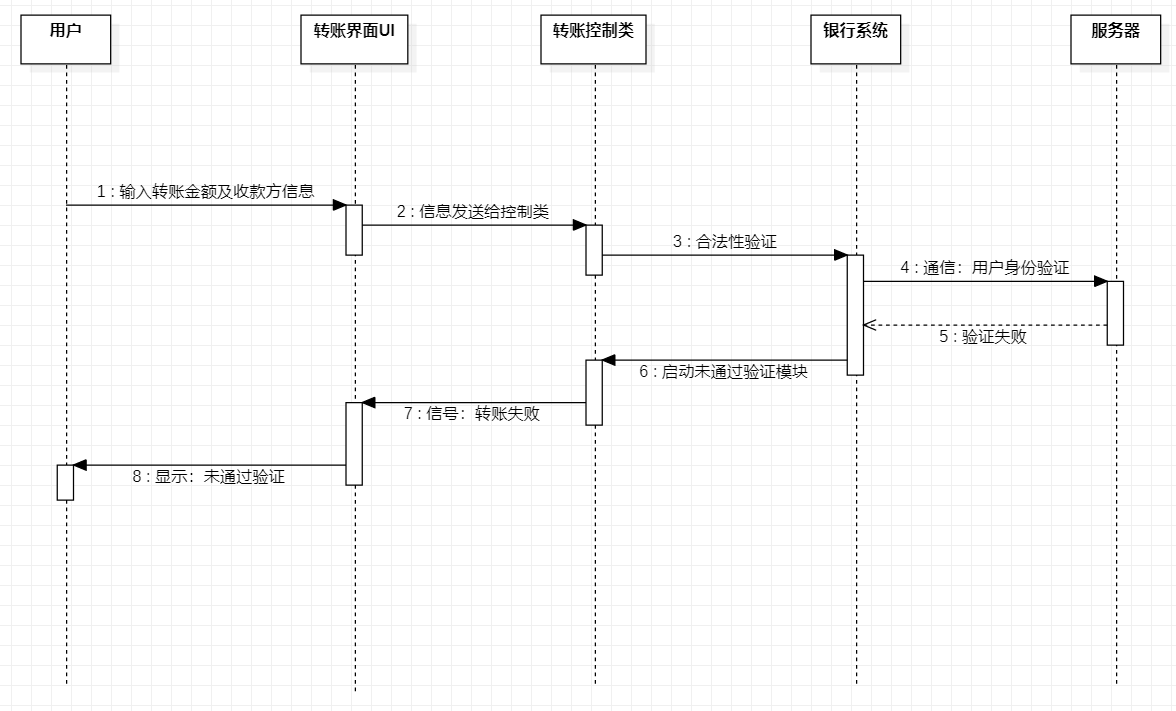 用户
转账界面UI
转账控制类
银行系统
服务器
1 : 输入转账金额及收款方信息
2 : 信息发送给控制类
3 : 合法性验证
4 : 通信：用户身份验证
5 : 验证失败
6 : 启动未通过验证模块
7 : 信号：转账失败
8 : 显示：未通过验证